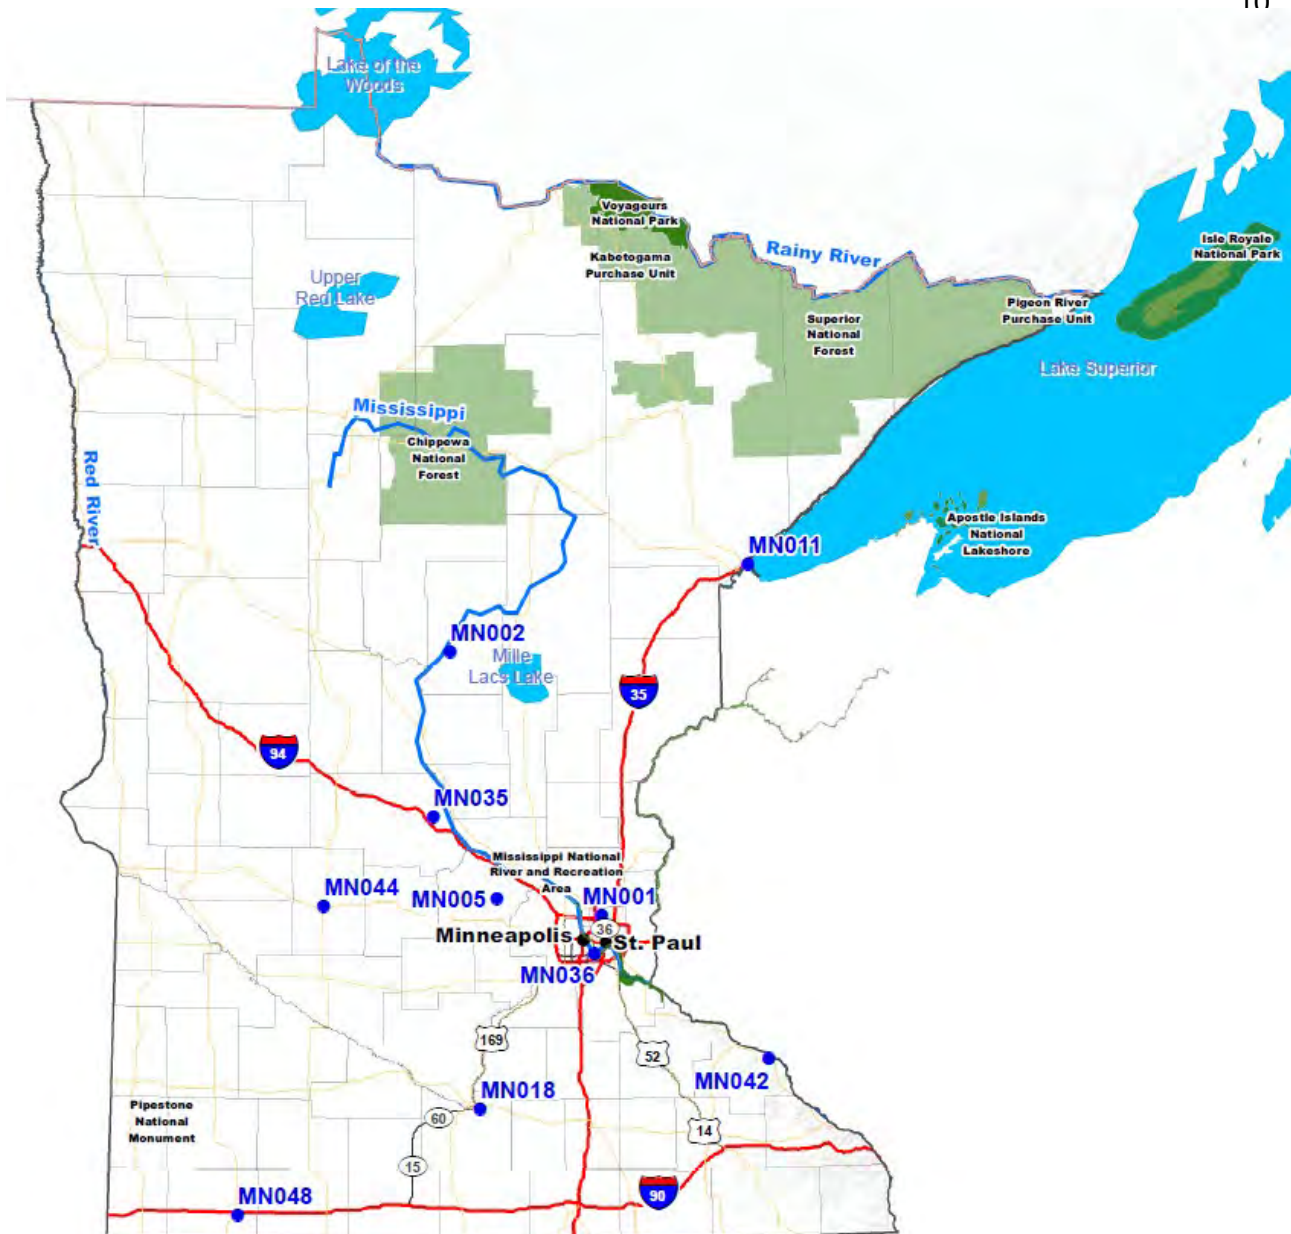 Lake of the
Woods
Voyageurs
National Park
Kabetogama
Purchase Unit
Rainy River
Isle Royale
National Park
Upper
Red Lake
Pigeon River
Purchase Unit
Superior
National
Forest
Lake Superior
Mississippi
Chippewa
National
Forest
Red River
Apostle Islands
National
Lakeshore
MN011
MN002
Mille
Lacs Lake
35
94
MN035
Mississippi National
River and Recreation
Area
MN044
MN005
MN001
36
Minneapolis
St. Paul
MN036
169
52
MN042
MN018
Pipestone
National
Monument
60
14
15
MN048
90